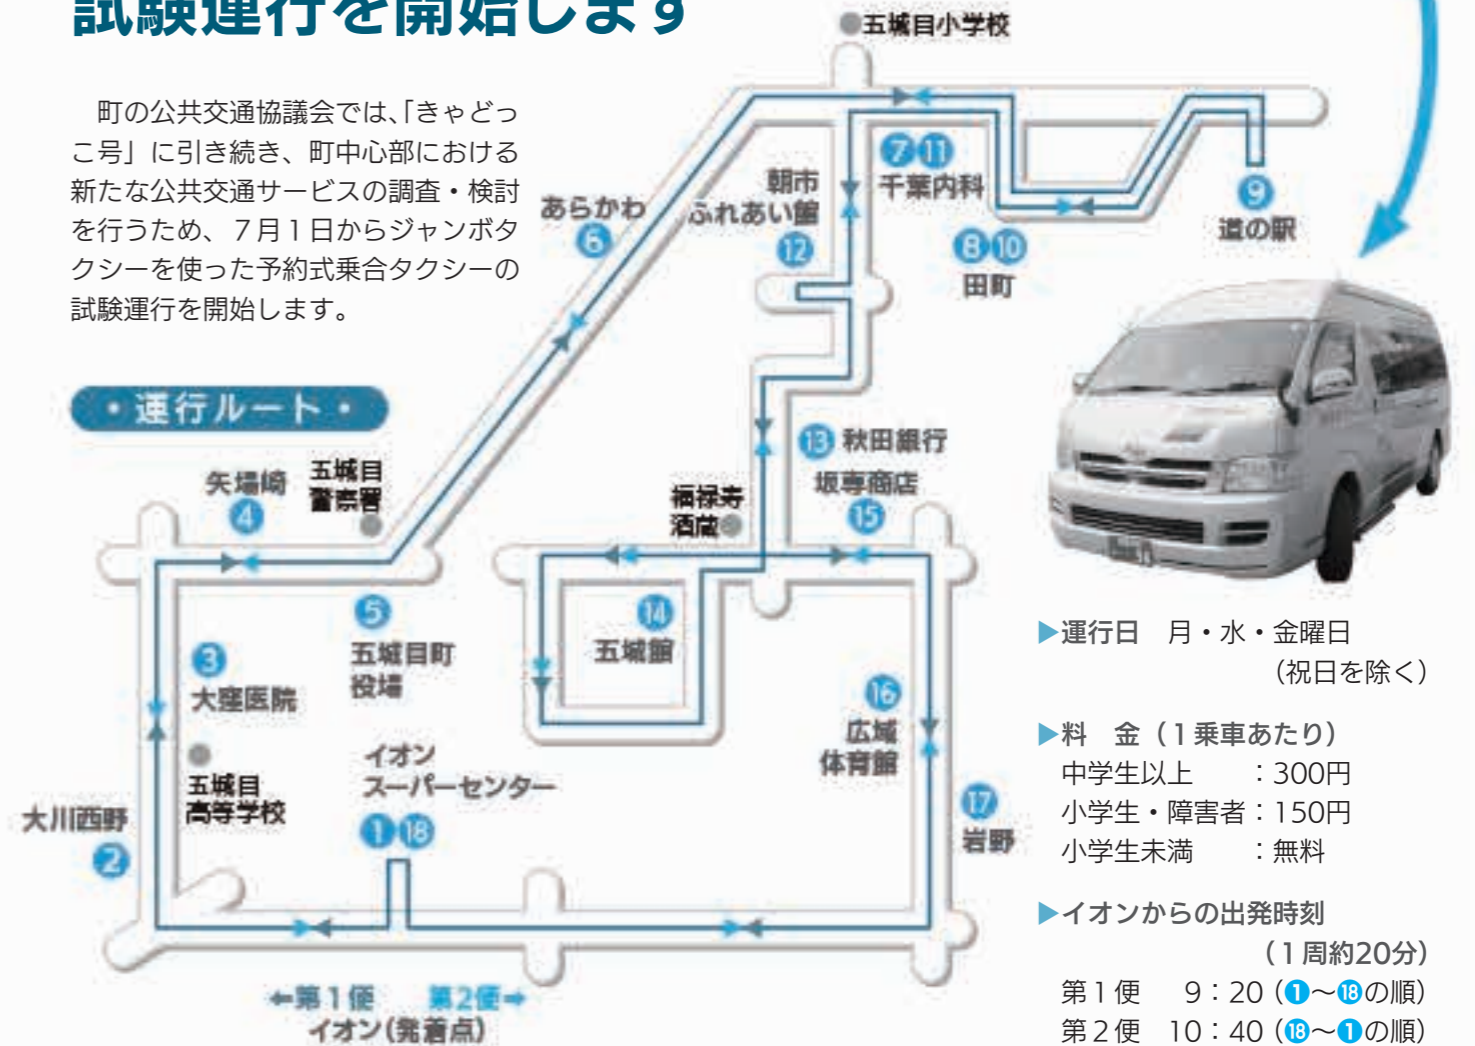 試験運行を開始します
町の公共交通協議会では、「きゃどっ
こ号」に引き続き、町中心部における
新たな公共交通サービスの調査・検討
を行うため、７月１日からジャンボタ
クシーを使った予約式乗合タクシーの
試験運行を開始します。
・運行ルート・
五城目小学校
7 11
千葉内科
朝市
ふれあい館
12
あらかわ
6
8 10
田町
9
道の駅
矢場崎
4
五城目
警察署
13 秋田銀行
坂専商店
15
福禄寿
酒蔵
3
大窪医院
5
五城目町
役場
14
五城館
16
広域
体育館
17
岩野
五城目
高等学校
イオン
スーパーセンター
1 18
大川西野
2
←第１便 第２便→
イオン（発着点）
▶運行日 月・水・金曜日
（祝日を除く）
▶料 金（１乗車あたり）
中学生以上 ：300円
小学生・障害者：150円
小学生未満 ：無料
▶イオンからの出発時刻
（１周約20分）
第１便 9：20（❶～⓲の順）
第２便 10：40（⓲～❶の順）